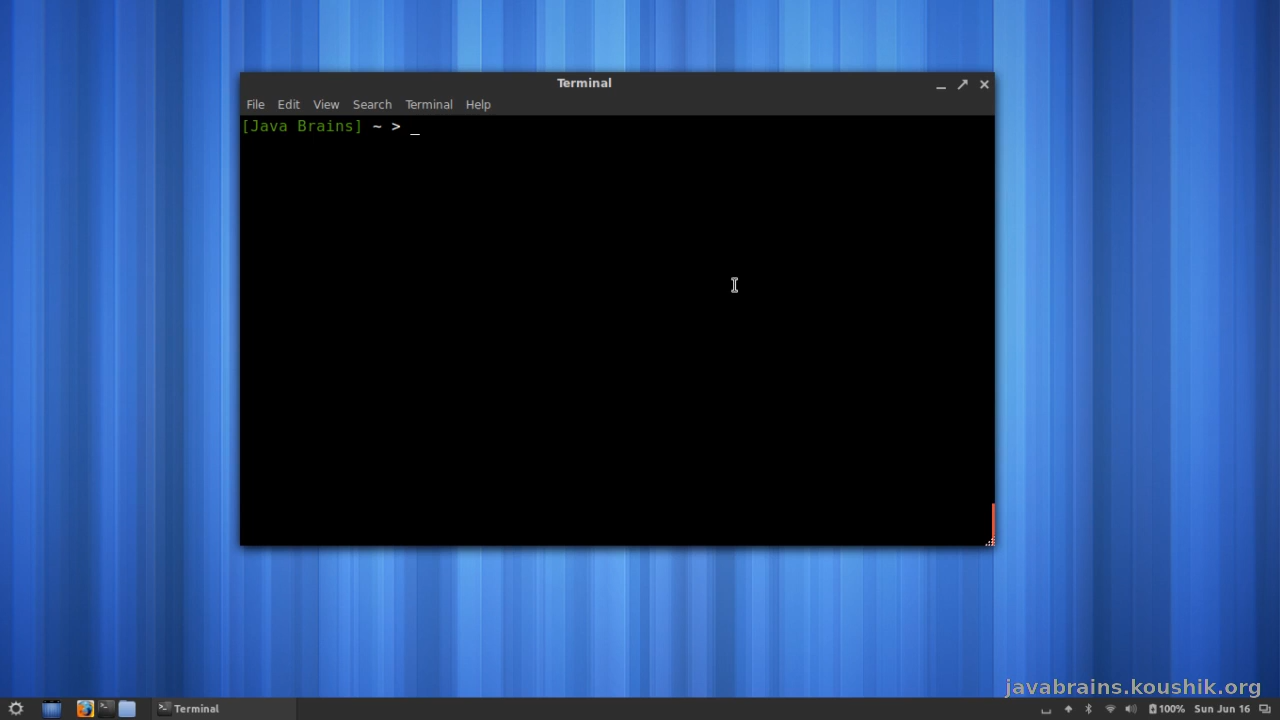 Terminal
File Edit View Search Terminal Help
[Java Brains] ~ > _
javabrains.koushik.org
Terminal 100% Sun Jun 16